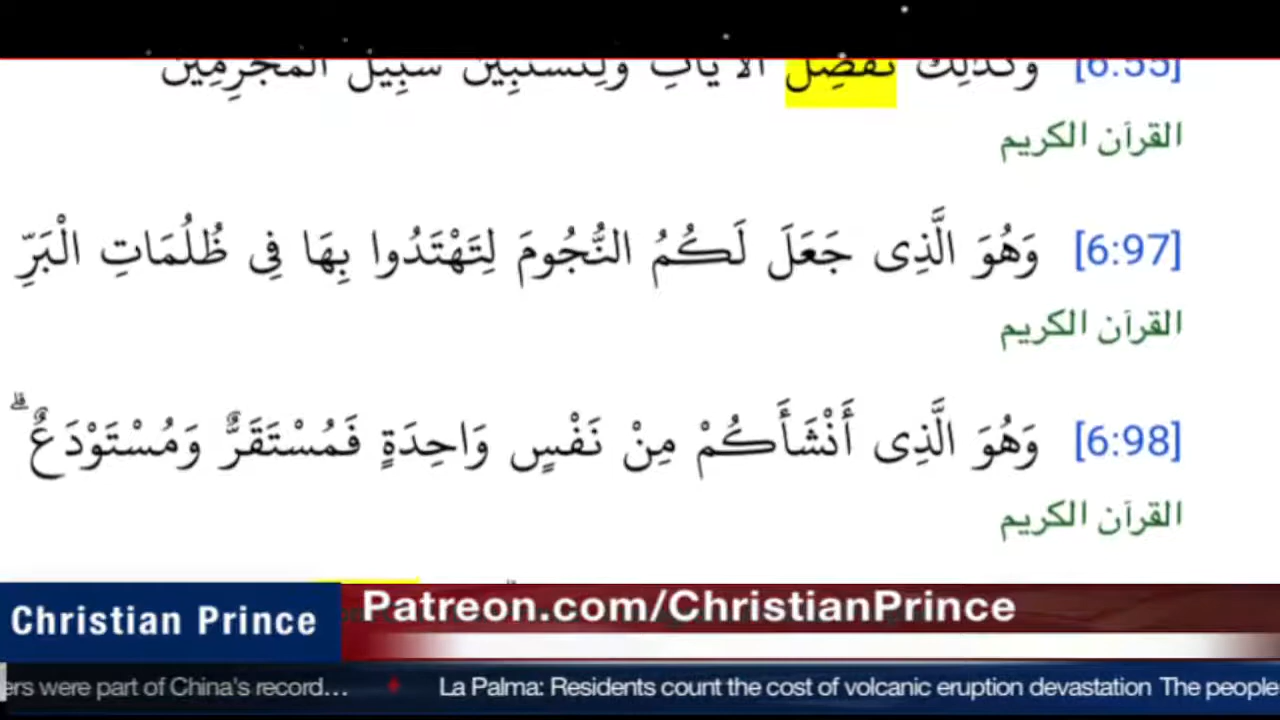 [6:55] وَكَذَلِكَ نُفَصِّلُ الْآيَاتِ وَلِتَسْتَبِينَ سَبِيلُ الْمُجْرِمِينَ
القرآن الكريم
[6:97] وَهُوَ الَّذِى جَعَلَ لَكُمُ النُّجُومَ لِتَهْتَدُوا بِهَا فِى ظُلُمَاتِ الْبَرِّ
القرآن الكريم
[6:98] وَهُوَ الَّذِى أَنْشَأَكُمْ مِنْ نَفْسٍ وَاحِدَةٍ فَمُسْتَقَرٌّ وَمُسْتَوْدَعٌ ۗ
القرآن الكريم
Christian Prince
Patreon.com/ChristianPrince
ers were part of China's record... La Palma: Residents count the cost of volcanic eruption devastation The people